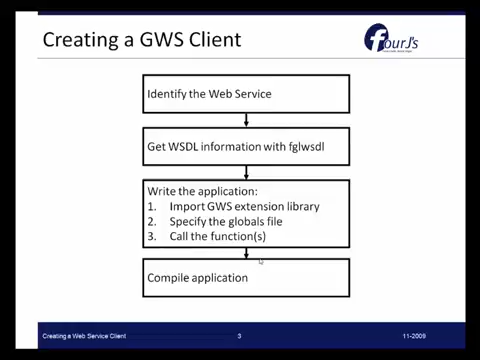 Creating a GWS Client
fourJ's
Identify the Web Service
Get WSDL information with fglwsdl
Write the application:
1. Import GWS extension library
2. Specify the globals file
3. Call the function(s)
Compile application
Creating a Web Service Client
3
11-2009